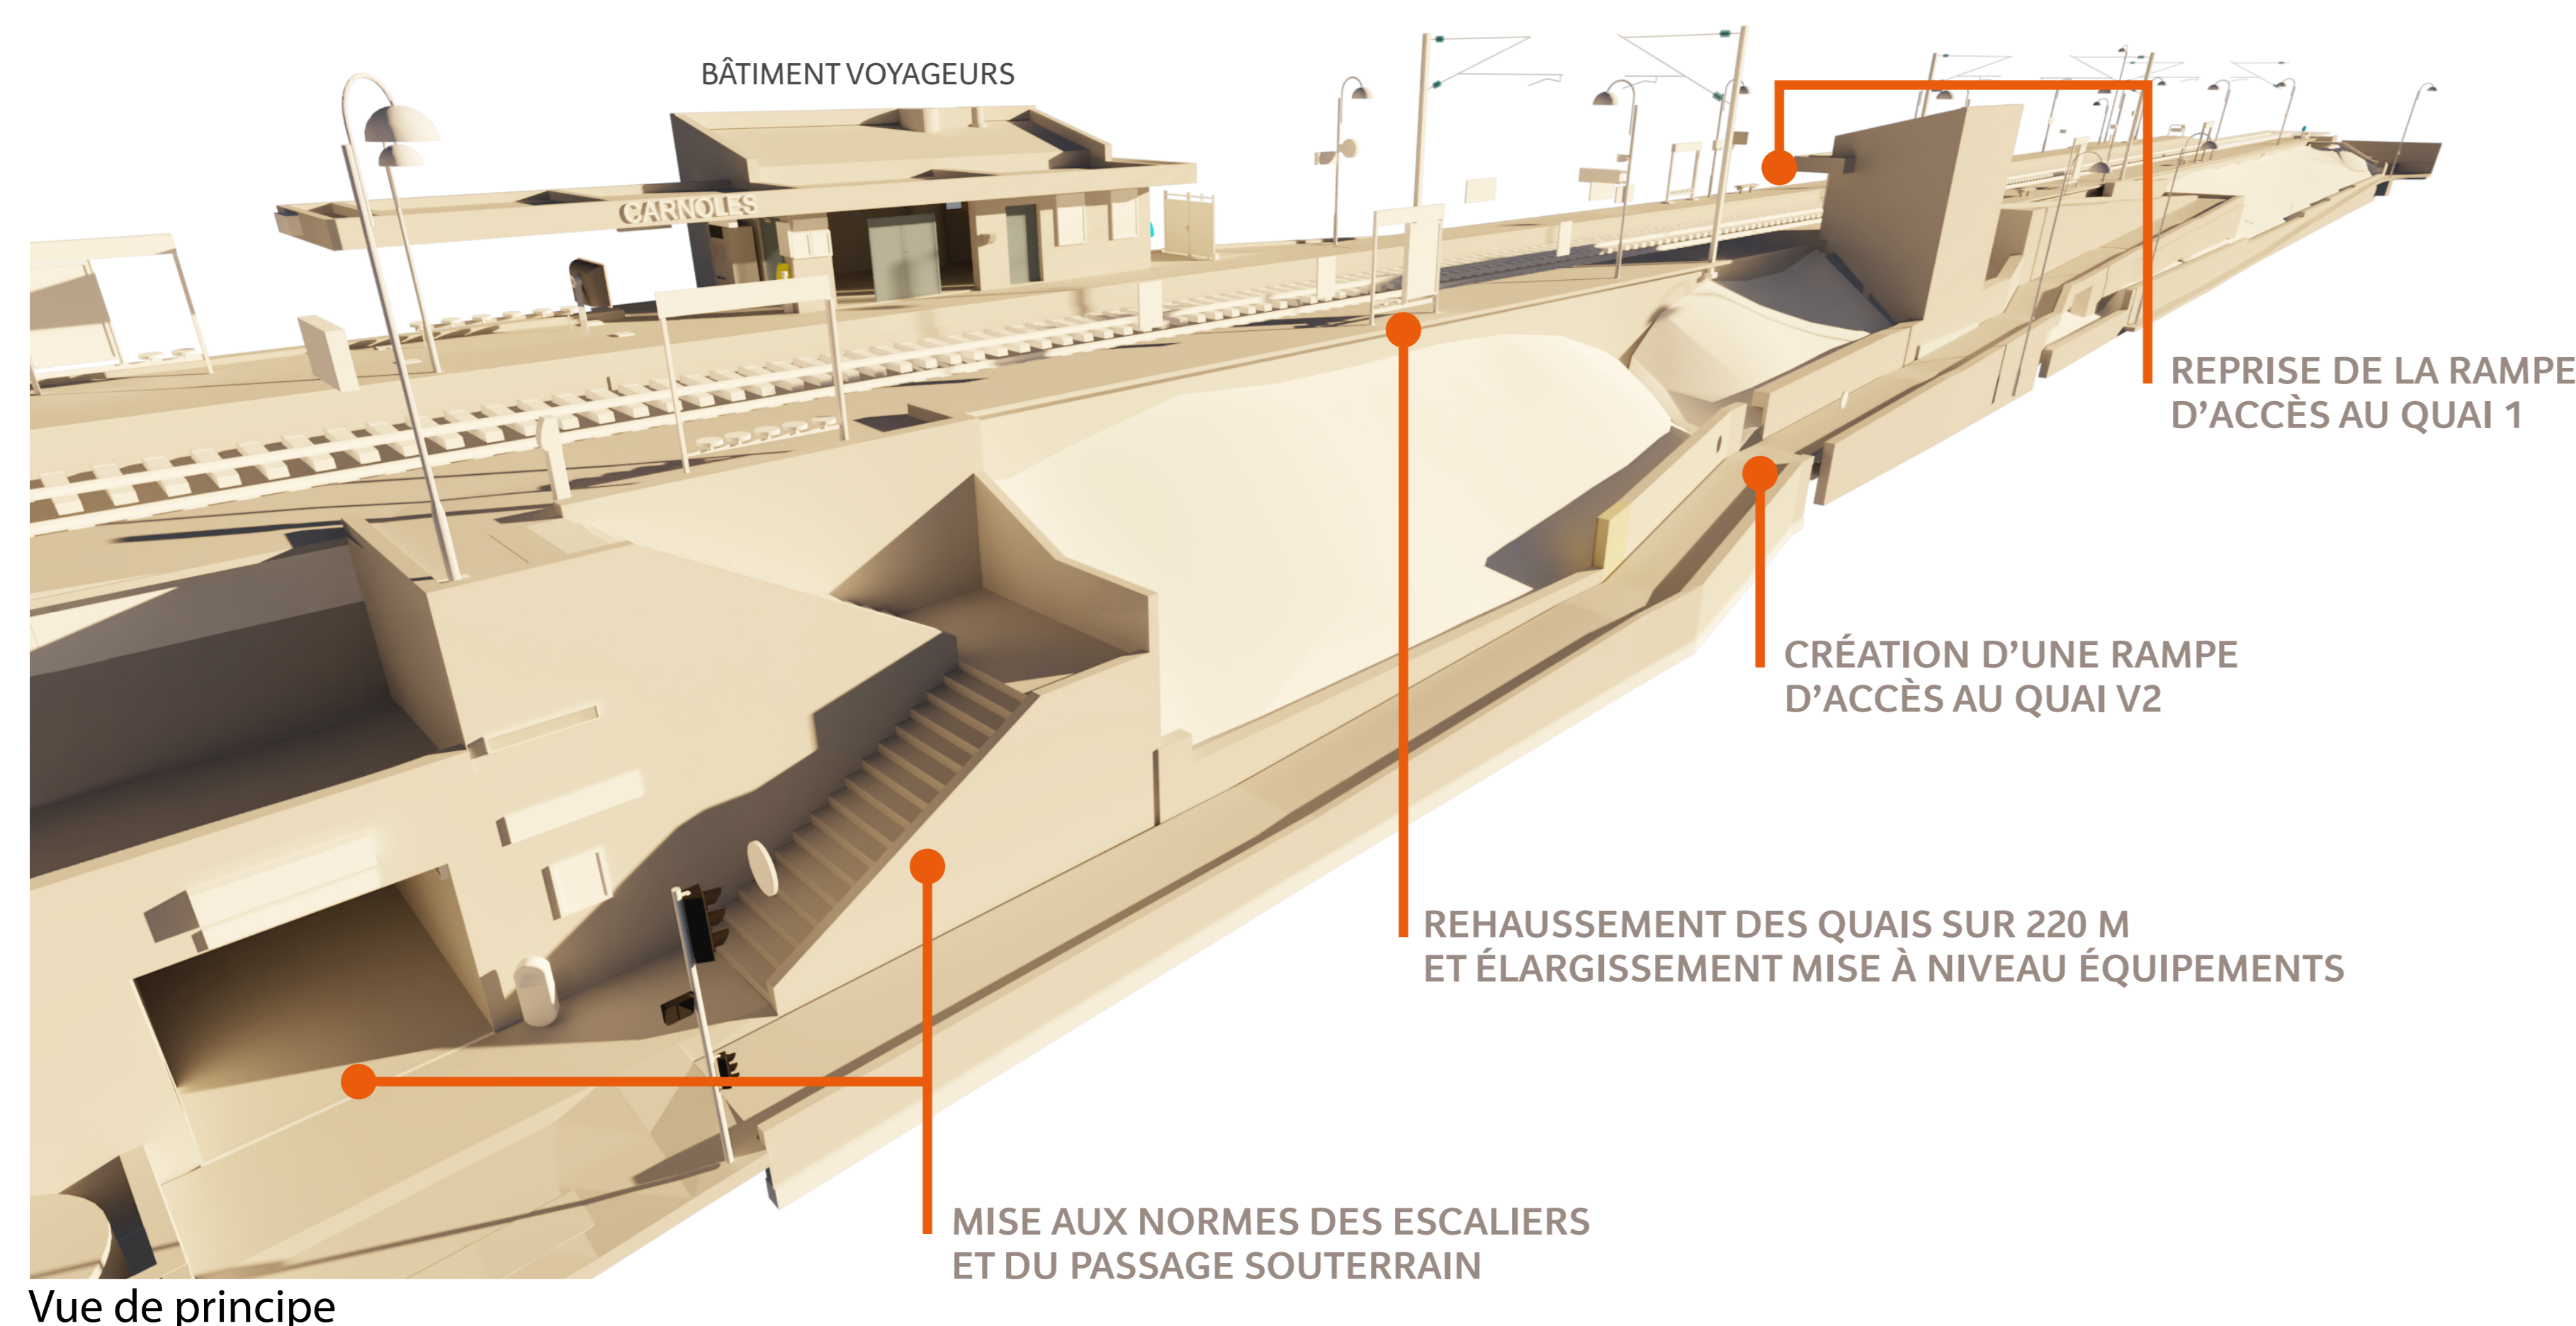 BÂTIMENT VOYAGEURS
CARNOLES
REPRISE DE LA RAMPE
D’ACCÈS AU QUAI 1
CRÉATION D’UNE RAMPE
D’ACCÈS AU QUAI V2
REHAUSSEMENT DES QUAIS SUR 220 M
ET ÉLARGISSEMENT MISE À NIVEAU ÉQUIPEMENTS
MISE AUX NORMES DES ESCALIERS
ET DU PASSAGE SOUTERRAIN
Vue de principe